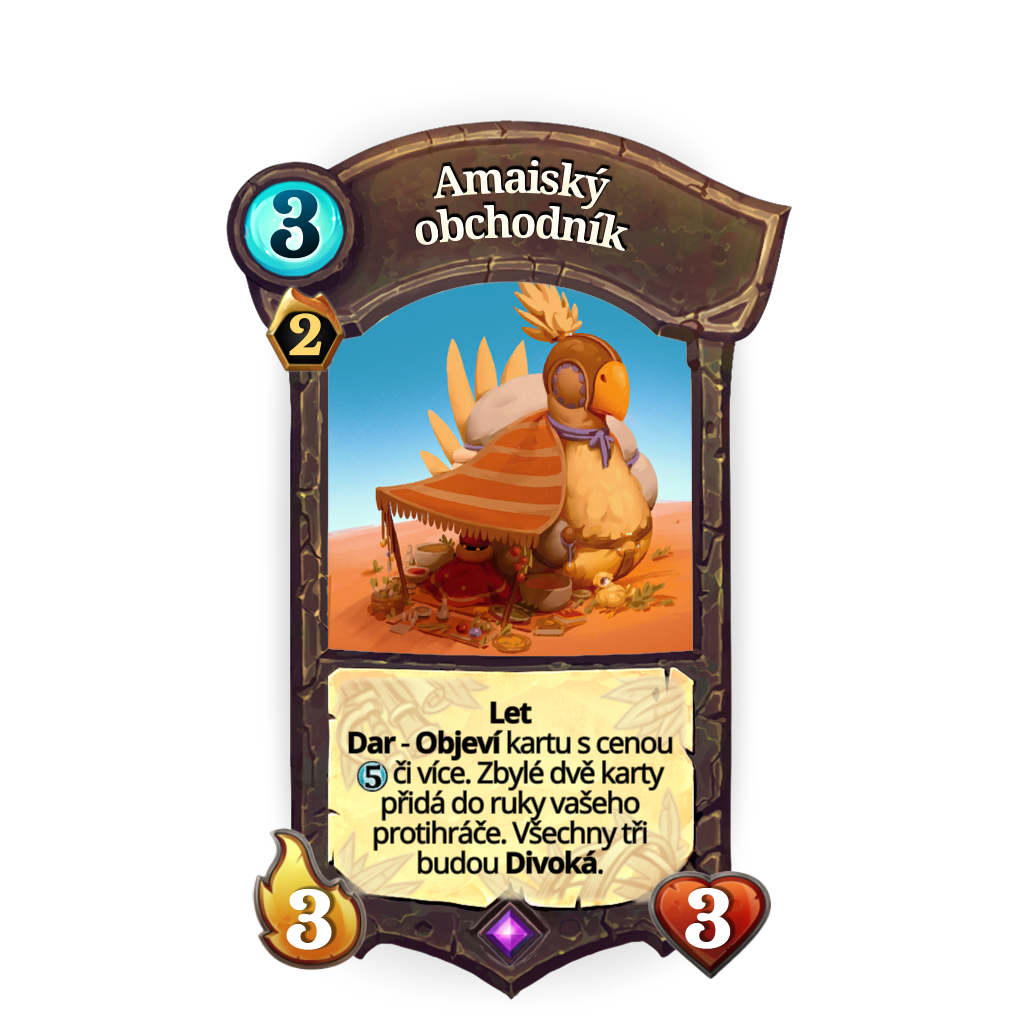 Amaiský
obchodník
3
2
Let
Dar - Objeví kartu s cenou
5 či více. Zbylé dvě karty
přidá do ruky vašeho
protihráče. Všechny tři
budou Divoká.
3
3